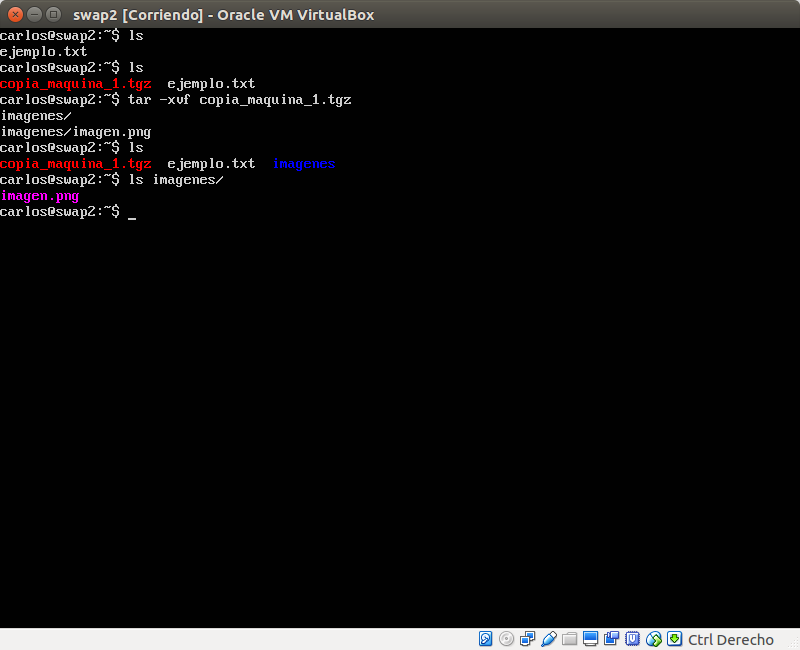 swap2 [Corriendo] - Oracle VM VirtualBox
carlos@swap2:~$ ls
ejemplo.txt
carlos@swap2:~$ ls
copia_maquina_1.tgz  ejemplo.txt
carlos@swap2:~$ tar -xvf copia_maquina_1.tgz
imagenes/
imagenes/imagen.png
carlos@swap2:~$ ls
copia_maquina_1.tgz  ejemplo.txt  imagenes
carlos@swap2:~$ ls imagenes/
imagen.png
carlos@swap2:~$ _
Ctrl Derecho